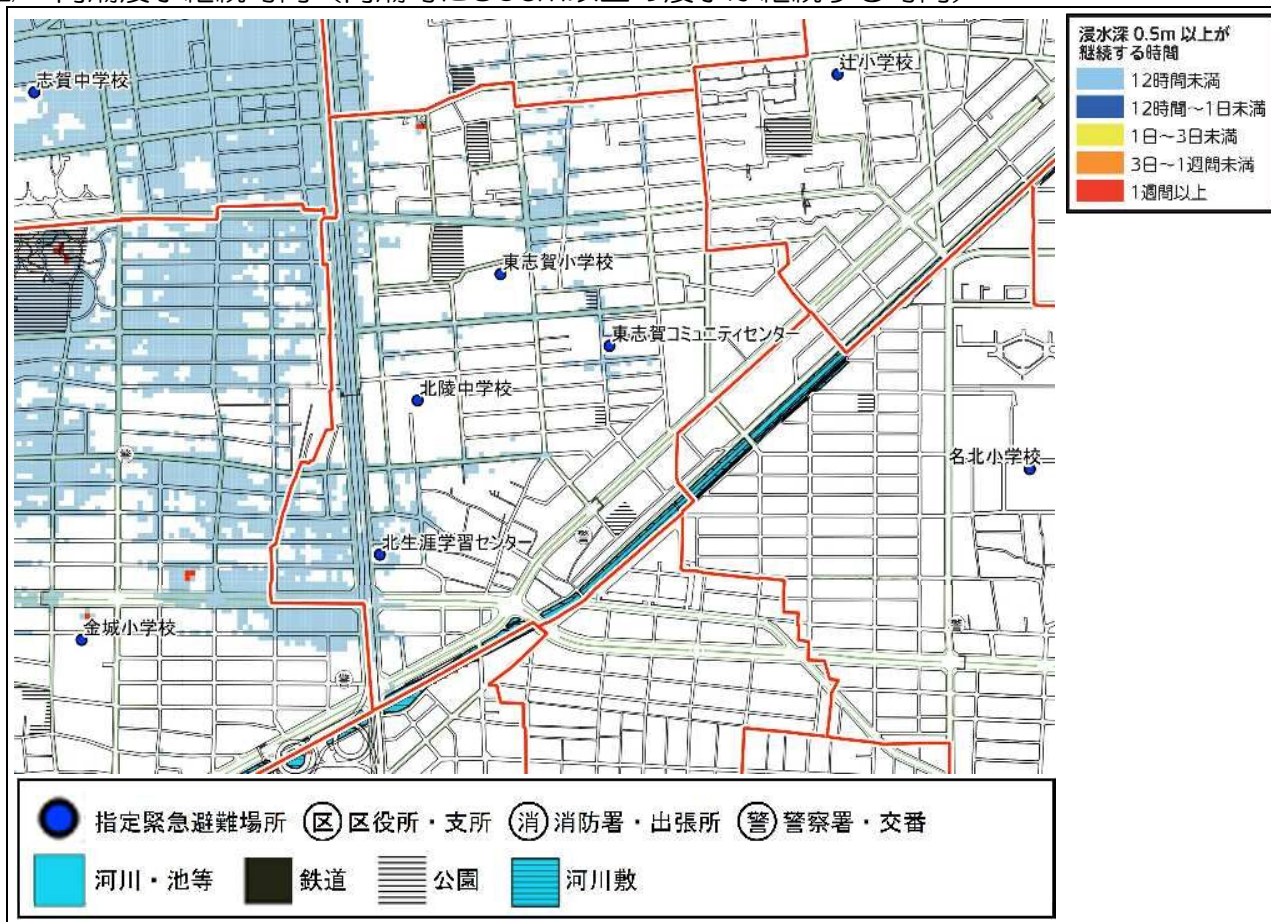 浸水深 0.5m 以上が
継続する時間
12時間未満
12時間~1日未満
1日~3日未満
3日~1週間未満
1週間以上
志賀中学校
辻小学校
東志賀小学校
東志賀コミュニティセンター
北陵中学校
警
名北小学校
警
北生涯学習センター
金城小学校
警
警
指定緊急避難場所 区 区役所・支所 消 消防署・出張所 警 警察署・交番
河川・池等 鉄道 公園 河川敷